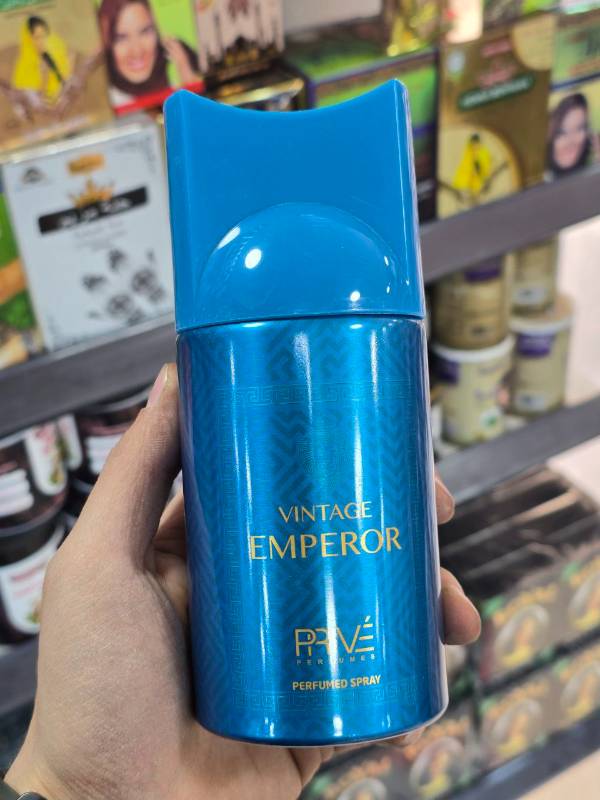 VINTAGE
EMPEROR
PRIVÉ
PERFUMES
PERFUMED SPRAY